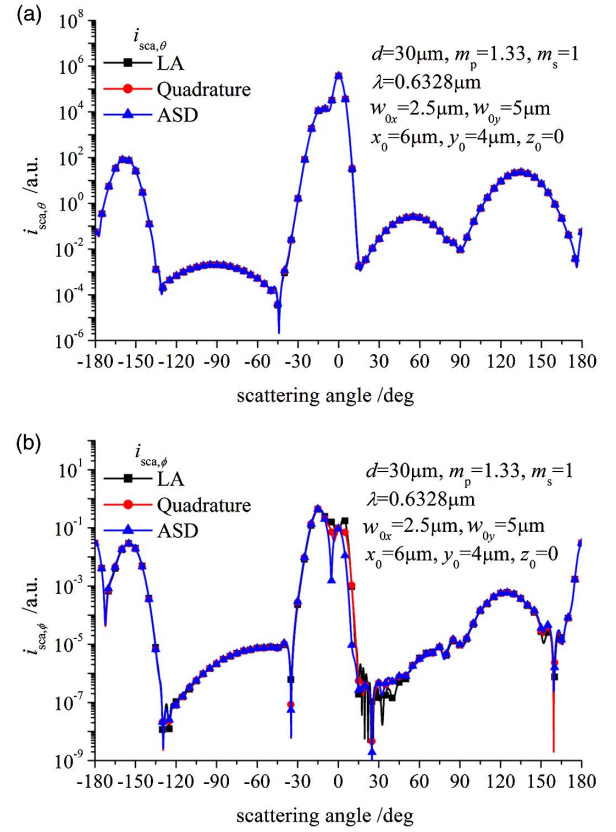 (a)
i_sca,θ
LA
Quadrature
ASD
d=30μm, m_p=1.33, m_s=1
λ=0.6328μm
w_0x=2.5μm, w_0y=5μm
x_0=6μm, y_0=4μm, z_0=0
i_sca,θ /a.u.
10^8
10^6
10^4
10^2
10^0
10^-2
10^-4
10^-6
-180 -150 -120 -90 -60 -30 0 30 60 90 120 150 180
scattering angle /deg
(b)
i_sca,ϕ
LA
Quadrature
ASD
d=30μm, m_p=1.33, m_s=1
λ=0.6328μm
w_0x=2.5μm, w_0y=5μm
x_0=6μm, y_0=4μm, z_0=0
i_sca,ϕ /a.u.
10^1
10^-1
10^-3
10^-5
10^-7
10^-9
-180 -150 -120 -90 -60 -30 0 30 60 90 120 150 180
scattering angle /deg